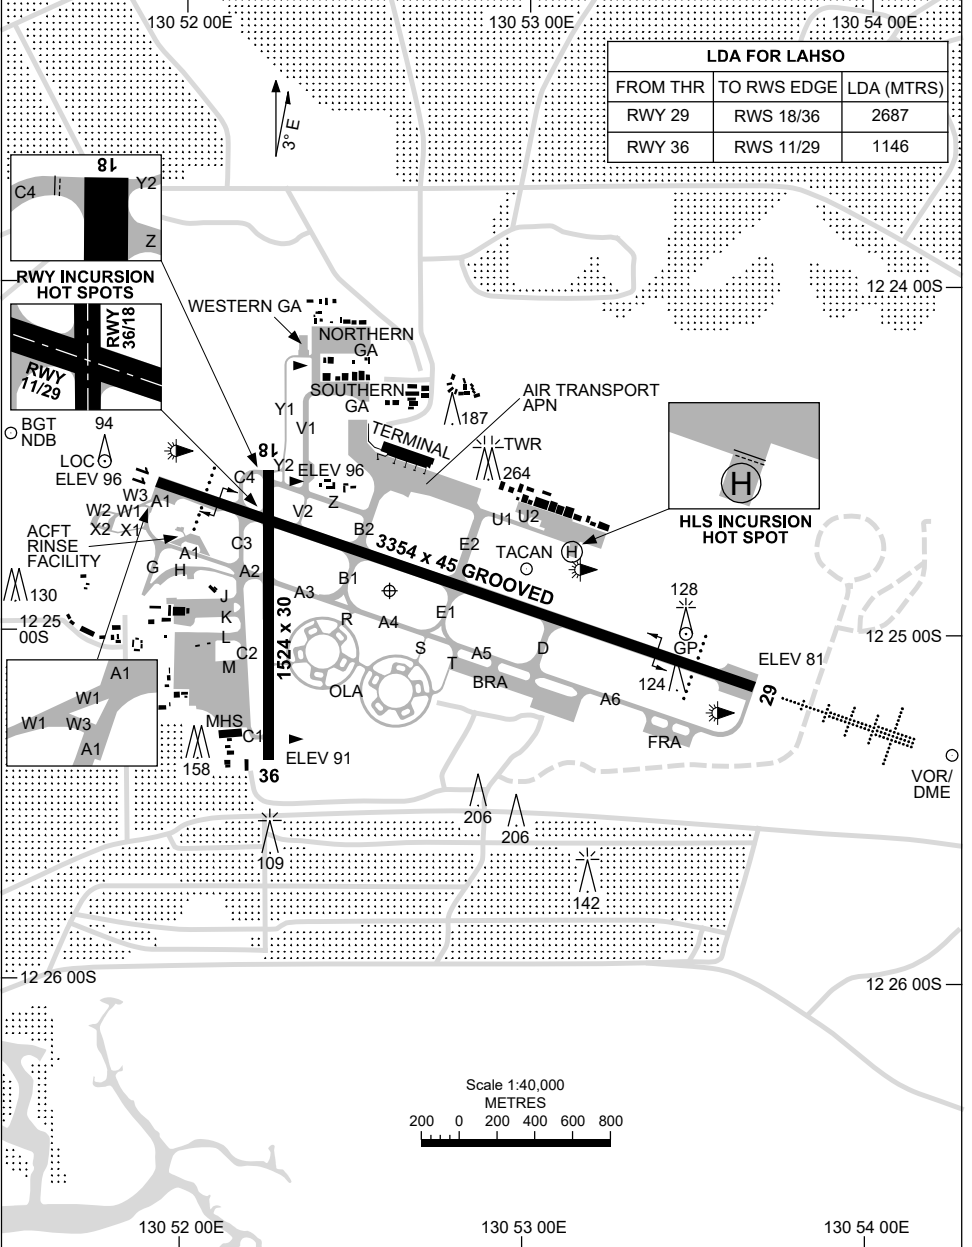 130 52 00E
130 53 00E
130 54 00E
LDA FOR LAHSO
FROM THR TO RWS EDGE LDA (MTRS)
RWY 29 RWS 18/36 2687
RWY 36 RWS 11/29 1146
3° E
18
C4
Y2
Z
RWY INCURSION
HOT SPOTS
RWY
36/18
RWY
11/29
12 24 00S
WESTERN GA
NORTHERN
GA
SOUTHERN
GA
AIR TRANSPORT
APN
187
Y1
V1
TERMINAL
TWR
264
BGT
NDB
94
LOC
ELEV 96
18
Y2
ELEV 96
C4
11
W3
A1
W2
W1
X2
X1
V2
Z
B2
U1
U2
E2
H
HLS INCURSION
HOT SPOT
TACAN
H
ACFT
RINSE
FACILITY
A1
C3
3354 x 45 GROOVED
G
H
A2
B1
A3
130
J
K
L
M
C2
1524 x 30
R
A4
E1
128
12 25
00S
12 25 00S
S
T
A5
D
GP
ELEV 81
124
29
OLA
BRA
A6
A1
W1
W1
W3
A1
MHS
C1
ELEV 91
FRA
158
36
VOR/
DME
206
206
109
142
12 26 00S
12 26 00S
Scale 1:40,000
METRES
200 0 200 400 600 800
130 52 00E
130 53 00E
130 54 00E